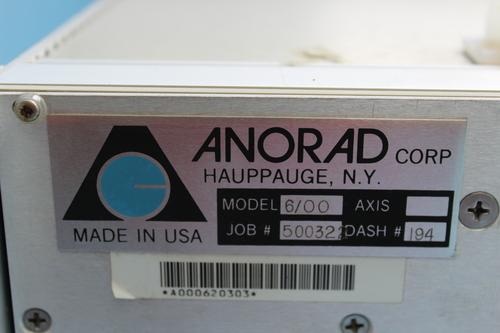 ANORAD CORP
HAUPPAUGE, N.Y.
MODEL 6/00 AXIS
JOB # 500322 DASH # 194
MADE IN USA
*A000620303*